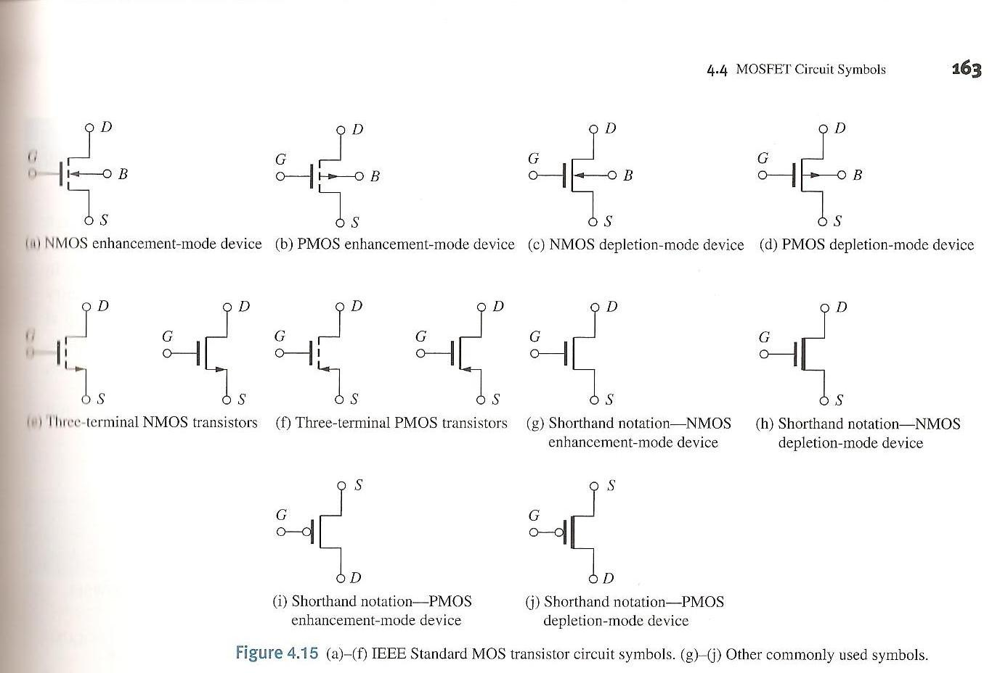 4.4 MOSFET Circuit Symbols 163
D D D D
G G G G
B B B B
S S S S
(a) NMOS enhancement-mode device (b) PMOS enhancement-mode device (c) NMOS depletion-mode device (d) PMOS depletion-mode device
D D D D D D
G G G G G G
S S S S S S
(e) Three-terminal NMOS transistors (f) Three-terminal PMOS transistors (g) Shorthand notation—NMOS (h) Shorthand notation—NMOS
enhancement-mode device depletion-mode device
S S
G G
D D
(i) Shorthand notation—PMOS (j) Shorthand notation—PMOS
enhancement-mode device depletion-mode device
Figure 4.15 (a)–(f) IEEE Standard MOS transistor circuit symbols. (g)–(j) Other commonly used symbols.